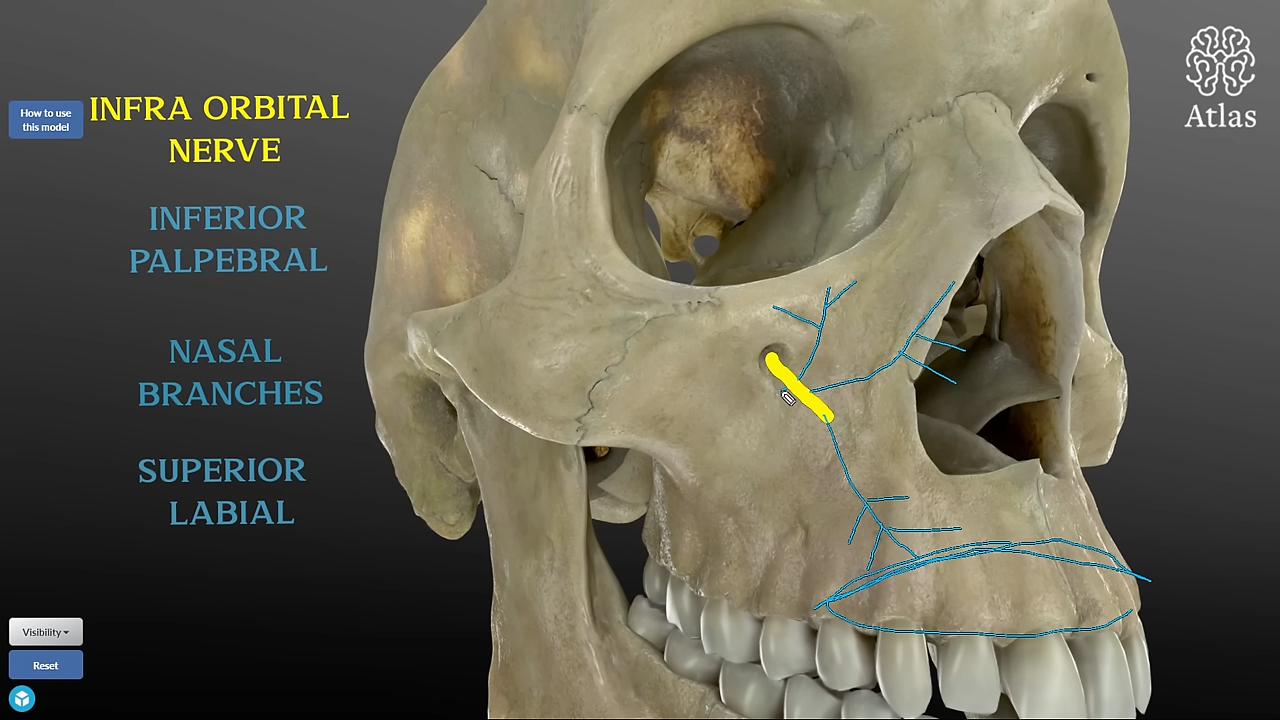 How to use
this model
INFRA ORBITAL
NERVE
INFERIOR
PALPEBRAL
NASAL
BRANCHES
SUPERIOR
LABIAL
Visibility
Reset
Atlas